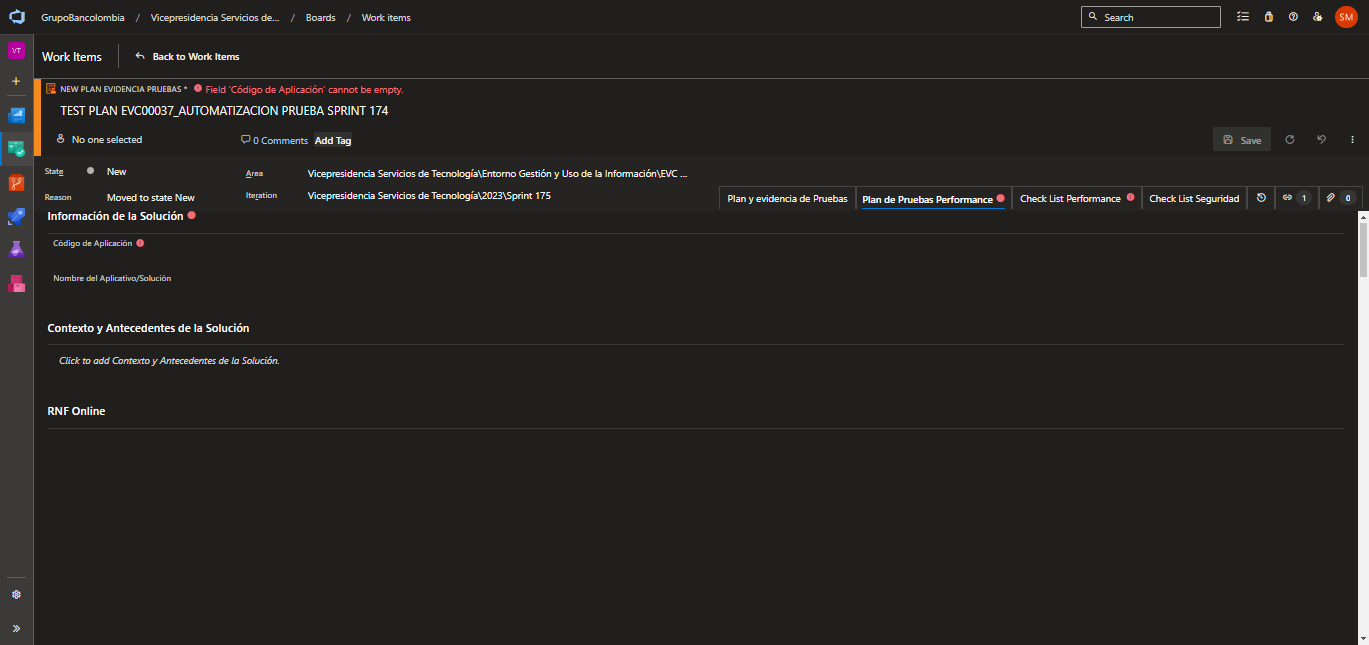 GrupoBancolombia / Vicepresidencia Servicios de... / Boards / Work items
Search
SM
VT
Work Items
Back to Work Items
NEW PLAN EVIDENCIA PRUEBAS * Field 'Código de Aplicación' cannot be empty.
TEST PLAN EVC00037_AUTOMATIZACION PRUEBA SPRINT 174
No one selected
0 Comments
Add Tag
Save
State
New
Area
Vicepresidencia Servicios de Tecnología\Entorno Gestión y Uso de la Información\EVC ...
Reason
Moved to state New
Iteration
Vicepresidencia Servicios de Tecnología\2023\Sprint 175
Plan y evidencia de Pruebas
Plan de Pruebas Performance
Check List Performance
Check List Seguridad
1
0
Información de la Solución
Código de Aplicación
Nombre del Aplicativo/Solución
Contexto y Antecedentes de la Solución
Click to add Contexto y Antecedentes de la Solución.
RNF Online